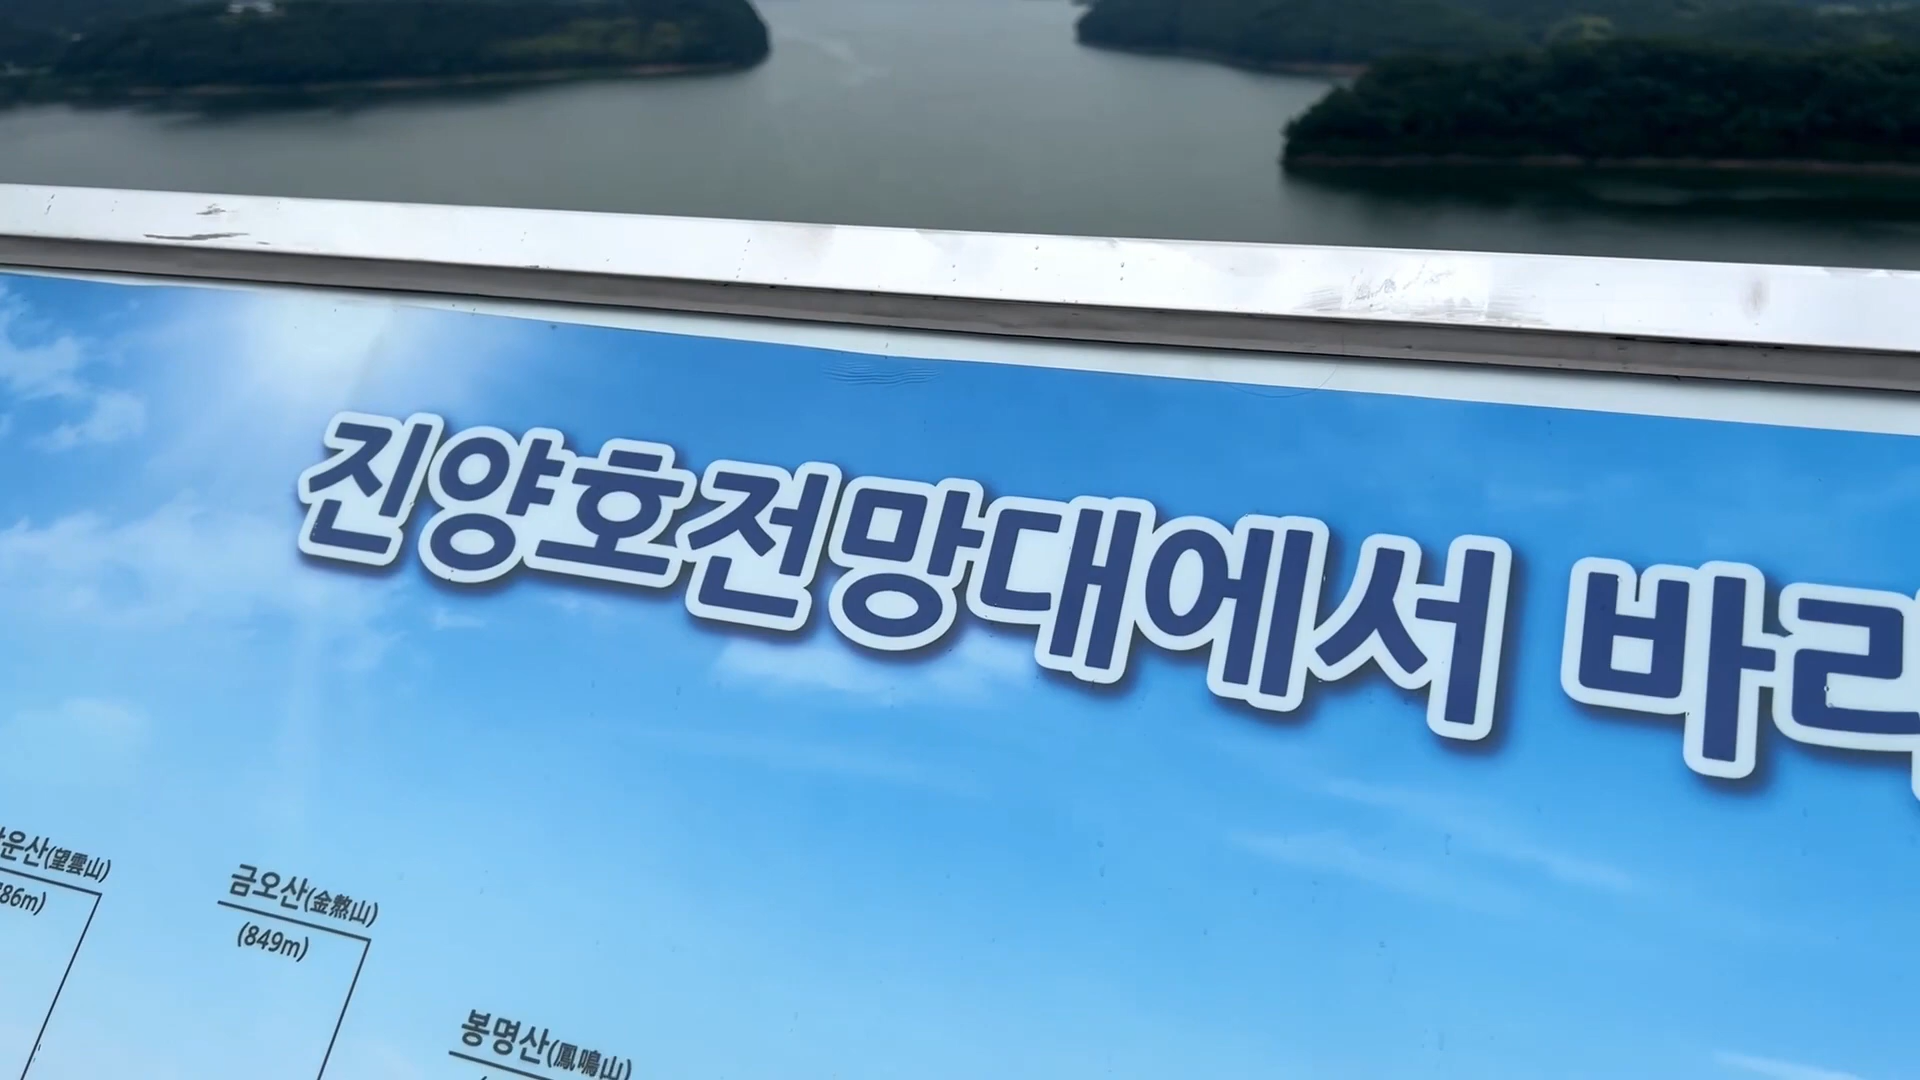 진양호전망대에서 바라
운산(望雲山)
86m)
금오산(金鰲山)
(849m)
봉명산(鳳鳴山)